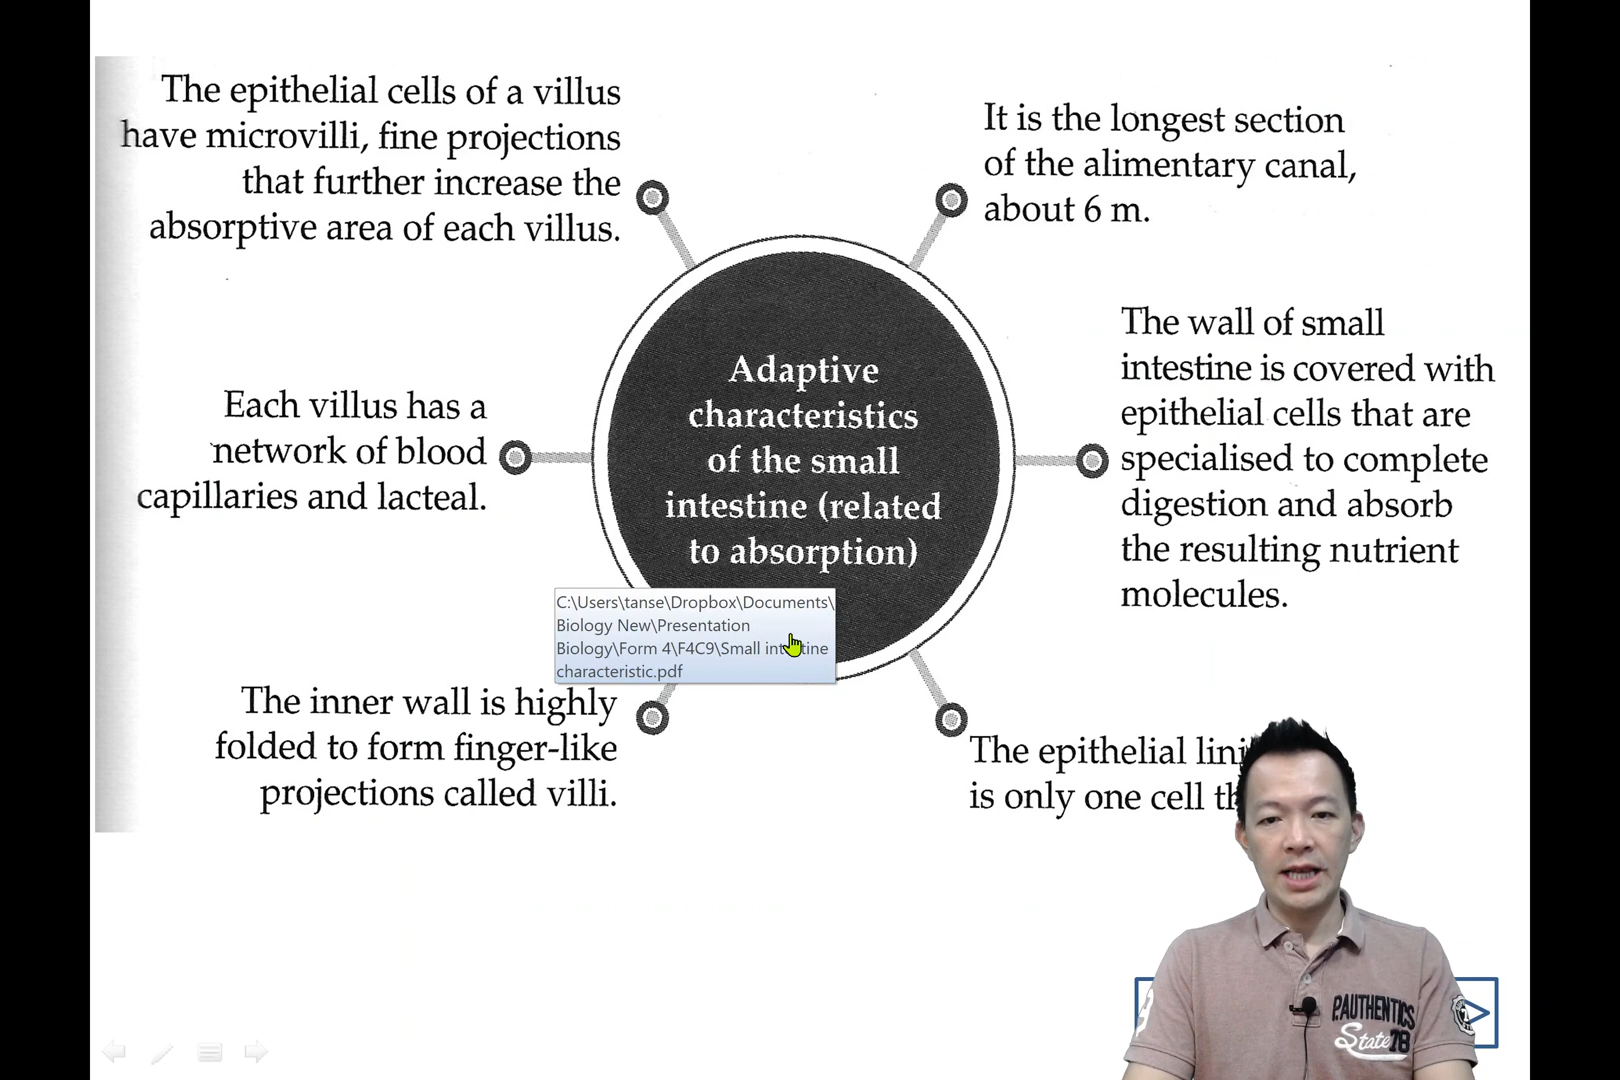 The epithelial cells of a villus
have microvilli, fine projections
that further increase the
absorptive area of each villus.
It is the longest section
of the alimentary canal,
about 6 m.
Each villus has a
network of blood
capillaries and lacteal.
Adaptive
characteristics
of the small
intestine (related
to absorption)
The wall of small
intestine is covered with
epithelial cells that are
specialised to complete
digestion and absorb
the resulting nutrient
molecules.
C:\Users\tanse\Dropbox\Documents\
Biology New\Presentation
Biology\Form 4\F4C9\Small intestine
characteristic.pdf
The inner wall is highly
folded to form finger-like
projections called villi.
The epithelial
is only one cell
P.AUTHENTICS
State 78